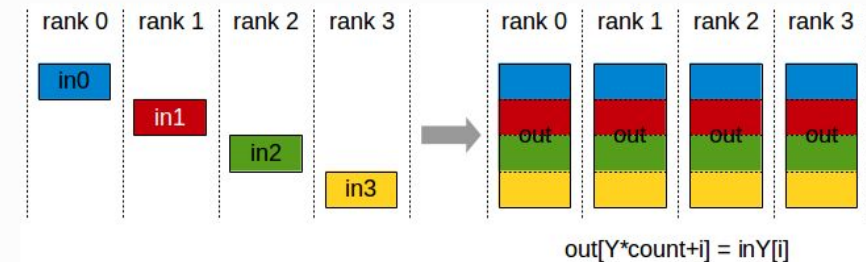 rank 0 rank 1 rank 2 rank 3 rank 0 rank 1 rank 2 rank 3
in0
in1
out out out out
in2
in3
out[Y*count+i] = inY[i]